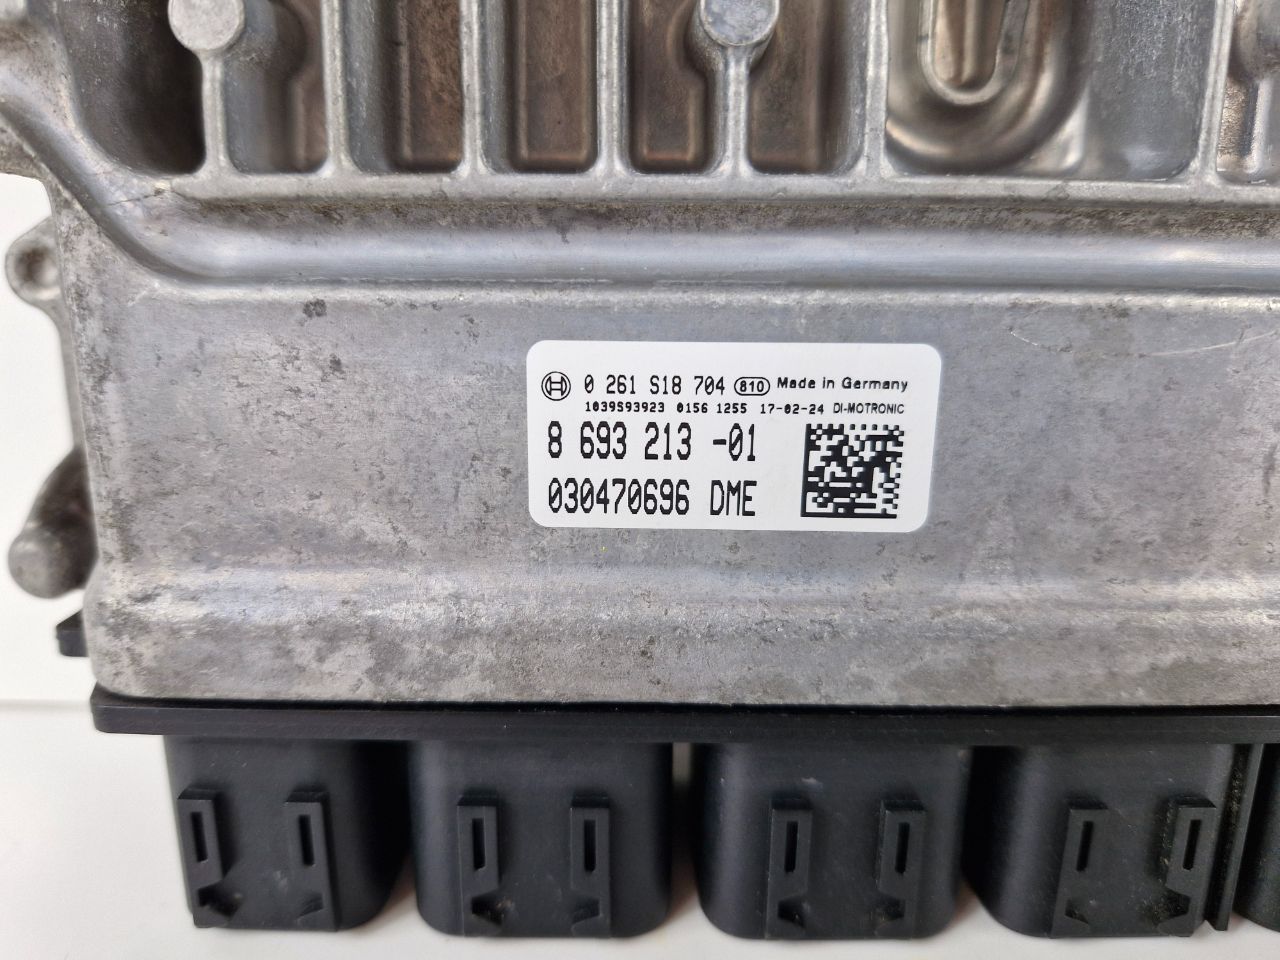 0 261 S18 704 810 Made in Germany
1039S93923 0156 1255 17-02-24 DI-MOTRONIC
8 693 213 -01
030470696 DME